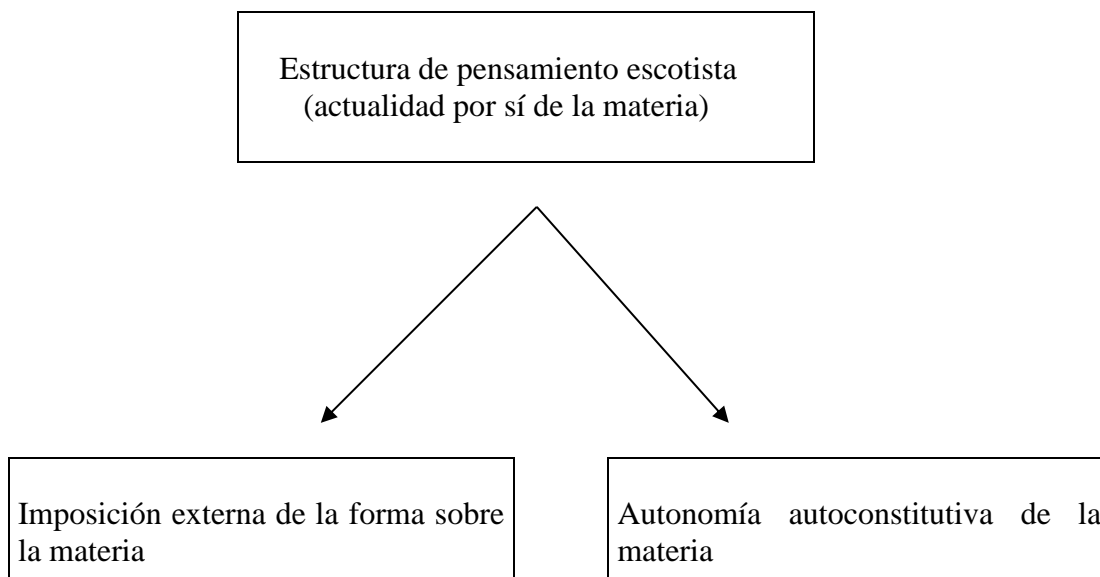 Estructura de pensamiento escotista
(actualidad por sí de la materia)
Imposición externa de la forma sobre
la materia
Autonomía autoconstitutiva de la
materia